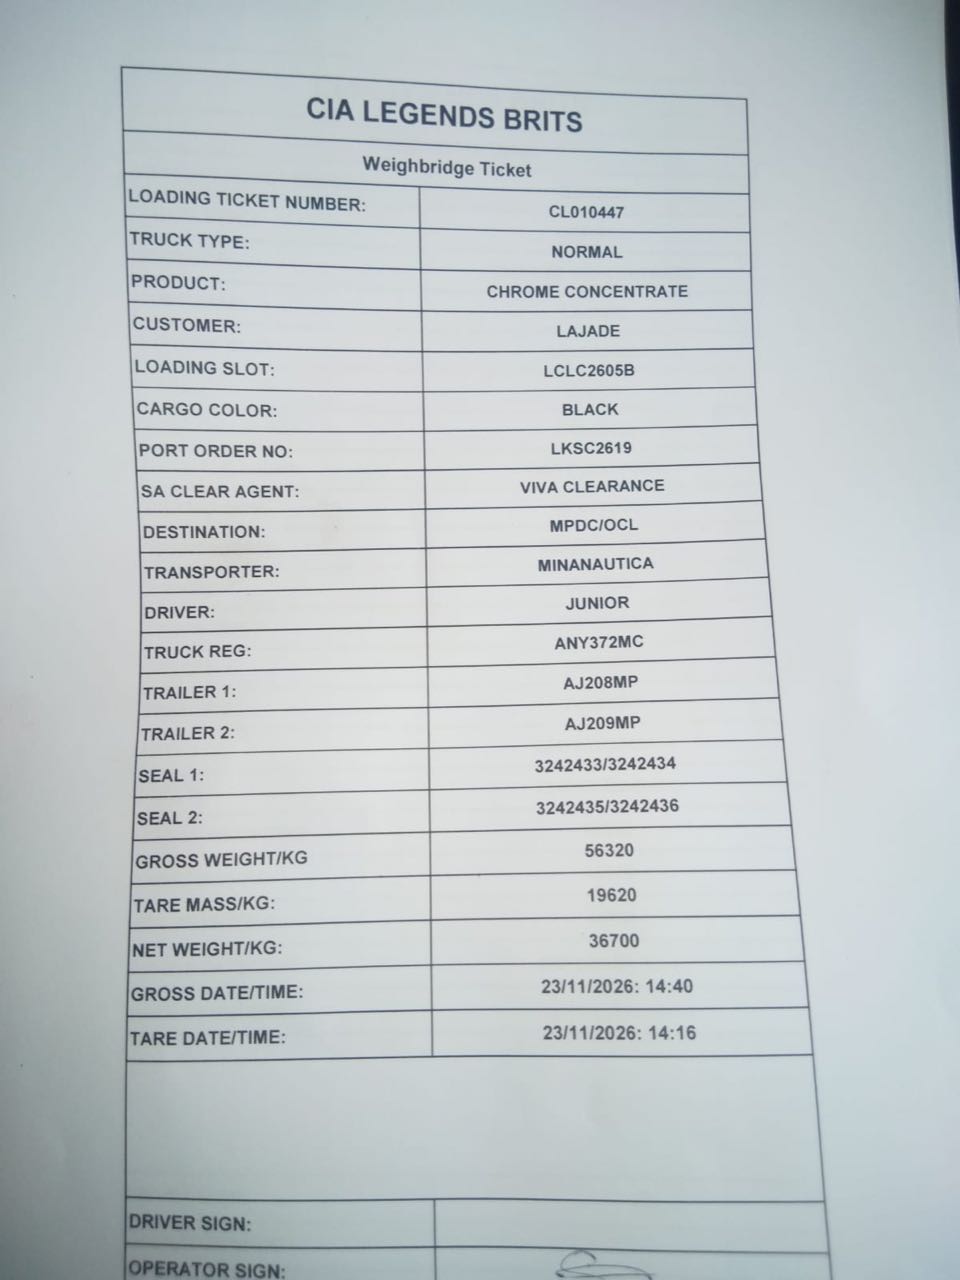 CIA LEGENDS BRITS
Weighbridge Ticket
LOADING TICKET NUMBER: CL010447
TRUCK TYPE: NORMAL
PRODUCT: CHROME CONCENTRATE
CUSTOMER: LAJADE
LOADING SLOT: LCLC2605B
CARGO COLOR: BLACK
PORT ORDER NO: LKSC2619
SA CLEAR AGENT: VIVA CLEARANCE
DESTINATION: MPDC/OCL
TRANSPORTER: MINANAUTICA
DRIVER: JUNIOR
TRUCK REG: ANY372MC
TRAILER 1: AJ208MP
TRAILER 2: AJ209MP
SEAL 1: 3242433/3242434
SEAL 2: 3242435/3242436
GROSS WEIGHT/KG 56320
TARE MASS/KG: 19620
NET WEIGHT/KG: 36700
GROSS DATE/TIME: 23/11/2026: 14:40
TARE DATE/TIME: 23/11/2026: 14:16
DRIVER SIGN:
OPERATOR SIGN: